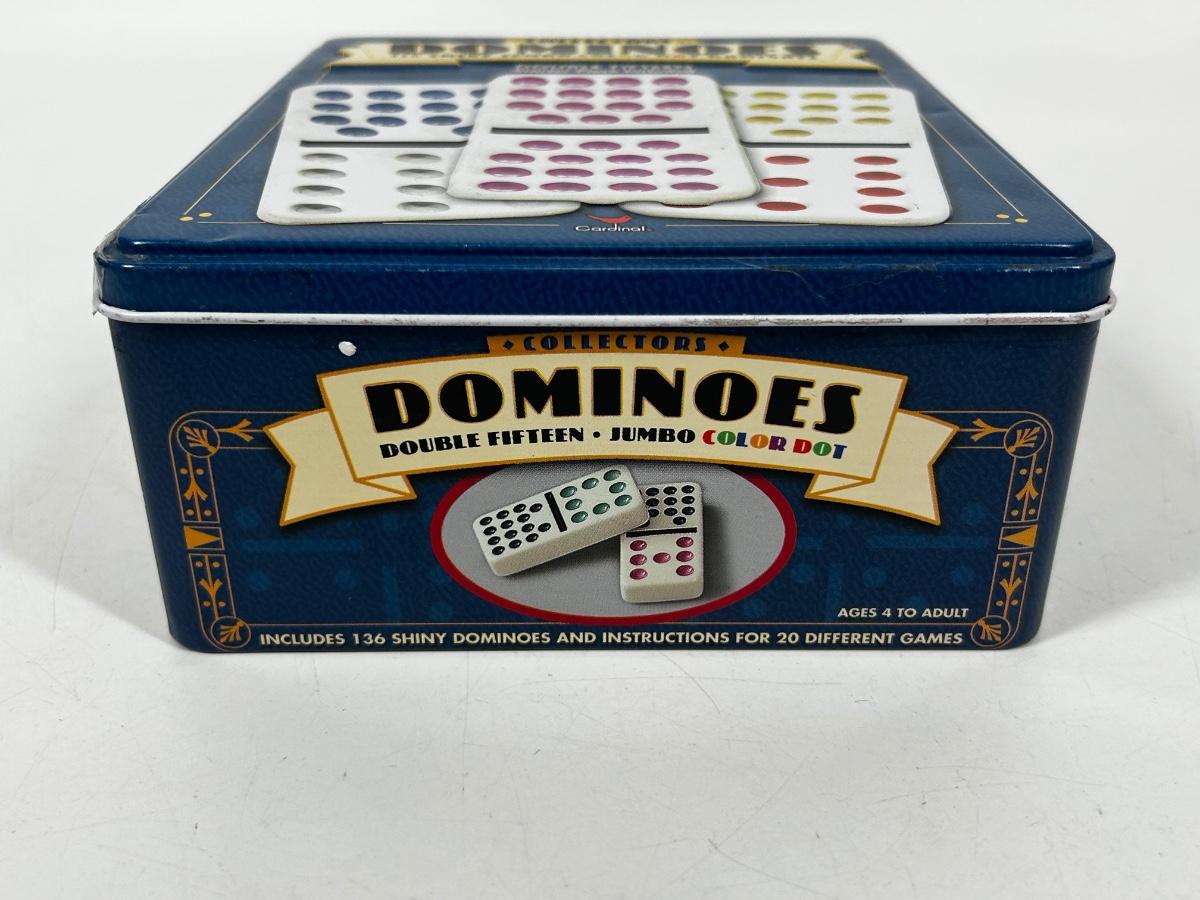 DOMINOES
Cardinal
COLLECTORS
DOMINOES
DOUBLE FIFTEEN • JUMBO COLOR DOT
AGES 4 TO ADULT
INCLUDES 136 SHINY DOMINOES AND INSTRUCTIONS FOR 20 DIFFERENT GAMES